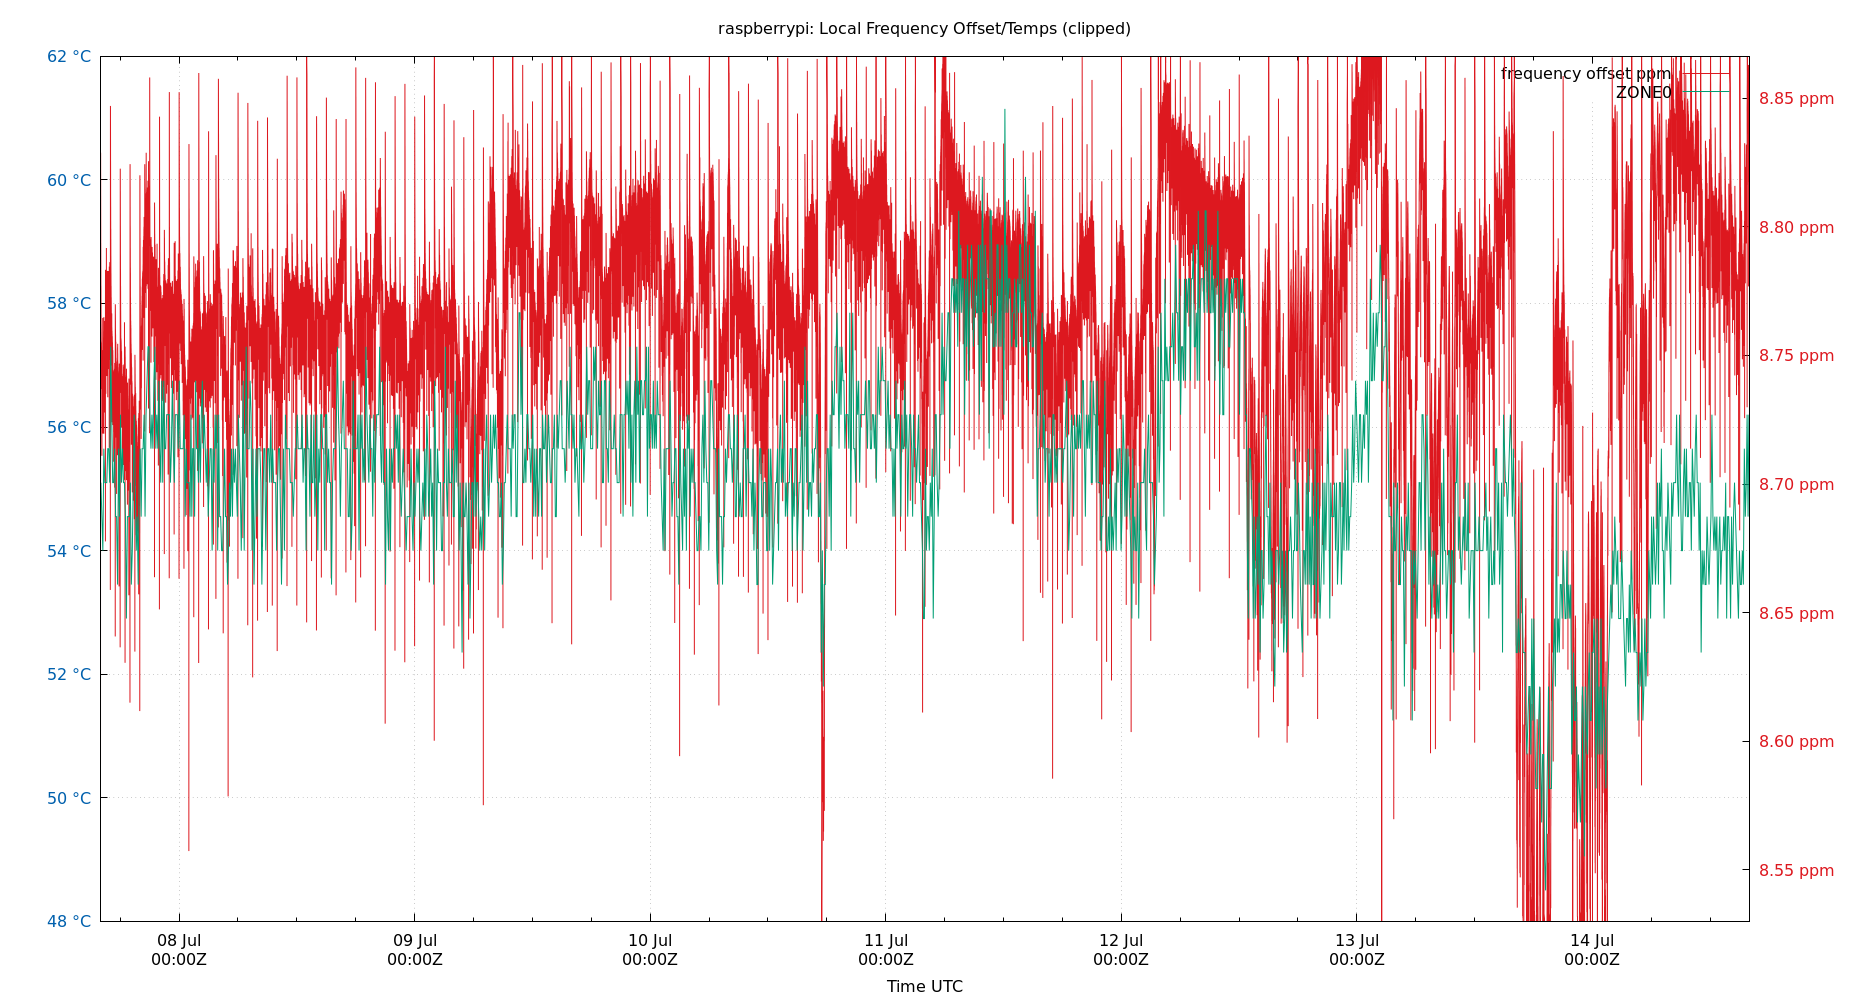 raspberrypi: Local Frequency Offset/Temps (clipped)
62 °C
60 °C
58 °C
56 °C
54 °C
52 °C
50 °C
48 °C
frequency offset ppm
ZONE0
8.85 ppm
8.80 ppm
8.75 ppm
8.70 ppm
8.65 ppm
8.60 ppm
8.55 ppm
08 Jul 09 Jul 10 Jul 11 Jul 12 Jul 13 Jul 14 Jul
00:00Z 00:00Z 00:00Z 00:00Z 00:00Z 00:00Z 00:00Z
Time UTC